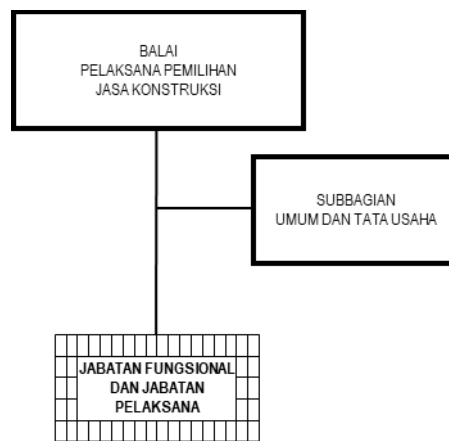 BALAI
PELAKSANA PEMILIHAN
JASA KONSTRUKSI
SUBBAGIAN
UMUM DAN TATA USAHA
JABATAN FUNGSIONAL
DAN JABATAN
PELAKSANA